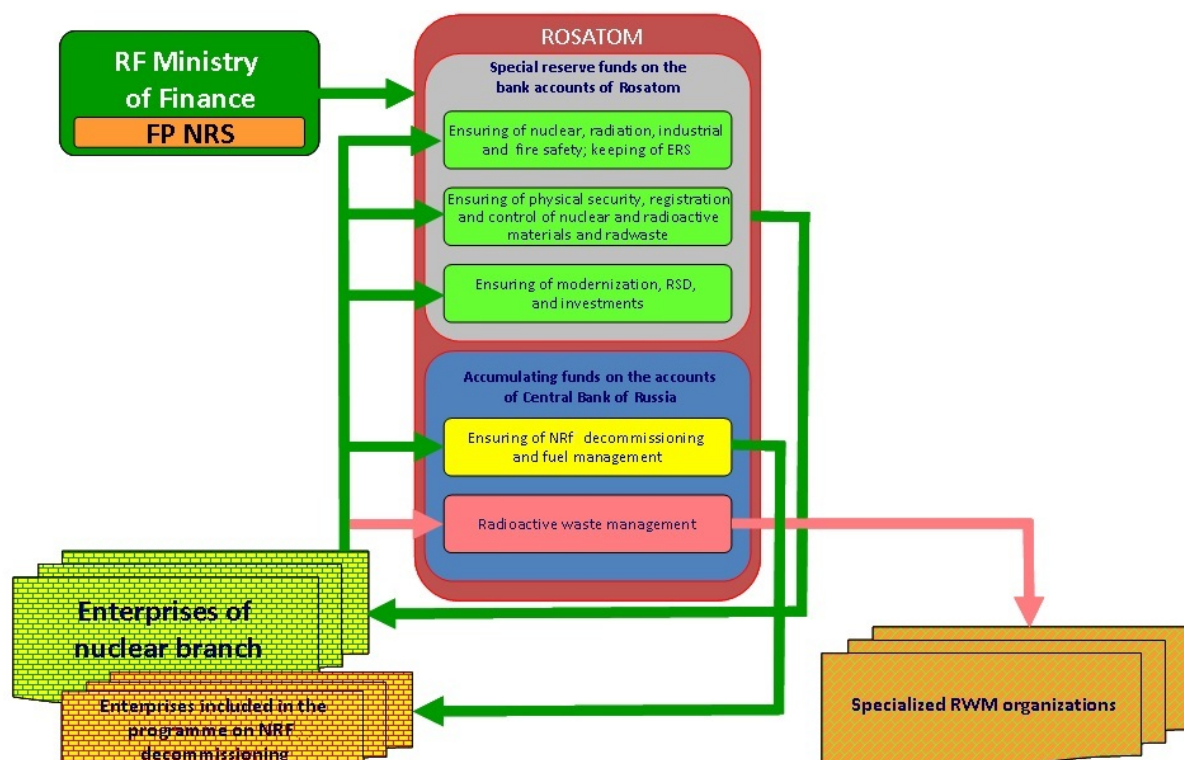 RF Ministry
of Finance
FP NRS
ROSATOM
Special reserve funds on the
bank accounts of Rosatom
Ensuring of nuclear, radiation, industrial
and fire safety; keeping of ERS
Ensuring of physical security, registration
and control of nuclear and radioactive
materials and radwaste
Ensuring of modernization, RSD,
and investments
Accumulating funds on the accounts
of Central Bank of Russia
Ensuring of NRf decommissioning
and fuel management
Radioactive waste management
Enterprises of
nuclear branch
Enterprises included in the
programme on NRF
decommissioning
Specialized RWM organizations